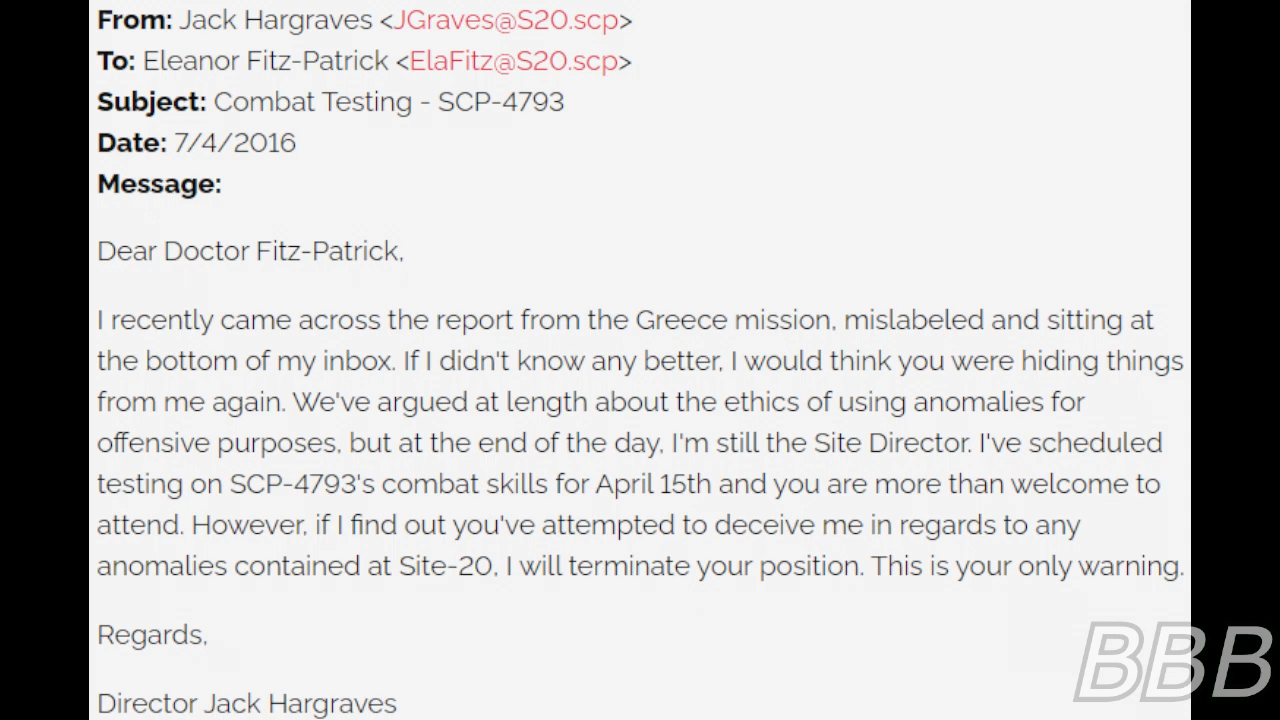 From: Jack Hargraves <JGraves@S20.scp>
To: Eleanor Fitz-Patrick <ElaFitz@S20.scp>
Subject: Combat Testing - SCP-4793
Date: 7/4/2016
Message:
Dear Doctor Fitz-Patrick,
I recently came across the report from the Greece mission, mislabeled and sitting at
the bottom of my inbox. If I didn't know any better, I would think you were hiding things
from me again. We've argued at length about the ethics of using anomalies for
offensive purposes, but at the end of the day, I'm still the Site Director. I've scheduled
testing on SCP-4793's combat skills for April 15th and you are more than welcome to
attend. However, if I find out you've attempted to deceive me in regards to any
anomalies contained at Site-20, I will terminate your position. This is your only warning.
Regards,
Director Jack Hargraves
BBB